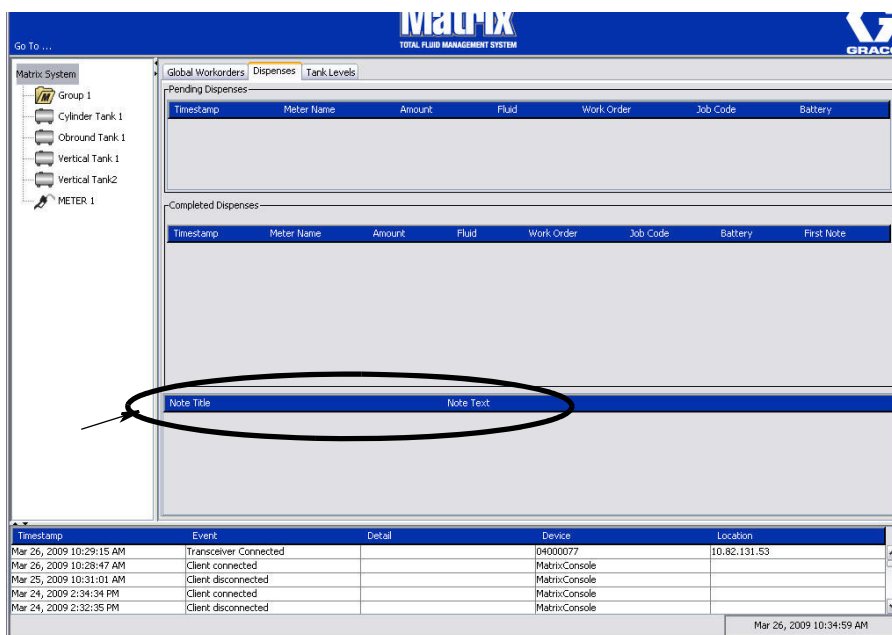 Matrix
TOTAL FLUID MANAGEMENT SYSTEM
Go To ...
GRACO
Matrix System
Group 1
Cylinder Tank 1
Obround Tank 1
Vertical Tank 1
Vertical Tank2
METER 1
Global Workorders Dispenses Tank Levels
Pending Dispenses
Timestamp Meter Name Amount Fluid Work Order Job Code Battery
Completed Dispenses
Timestamp Meter Name Amount Fluid Work Order Job Code Battery First Note
Note Title Note Text
Timestamp Event Detail Device Location
Mar 26, 2009 10:29:15 AM Transceiver Connected 04000077 10.82.131.53
Mar 26, 2009 10:28:47 AM Client connected MatrixConsole
Mar 25, 2009 10:31:01 AM Client disconnected MatrixConsole
Mar 24, 2009 2:34:34 PM Client connected MatrixConsole
Mar 24, 2009 2:32:35 PM Client disconnected MatrixConsole
Mar 26, 2009 10:34:59 AM